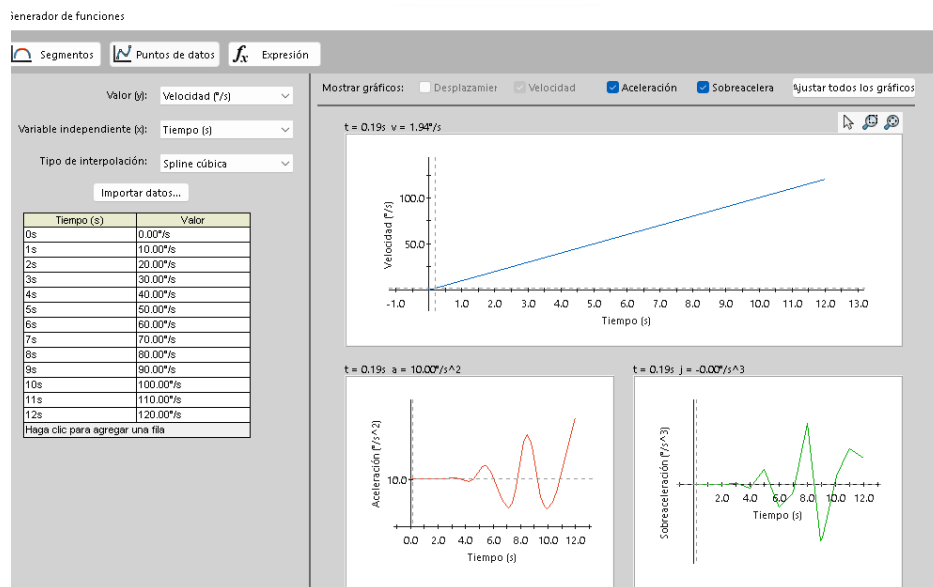 Generador de funciones
Segmentos Puntos de datos fx Expresión
Valor (y): Velocidad (°/s)
Variable independiente (x): Tiempo (s)
Tipo de interpolación: Spline cúbica
Importar datos...
Tiempo (s) Valor
0s 0.00°/s
1s 10.00°/s
2s 20.00°/s
3s 30.00°/s
4s 40.00°/s
5s 50.00°/s
6s 60.00°/s
7s 70.00°/s
8s 80.00°/s
9s 90.00°/s
10s 100.00°/s
11s 110.00°/s
12s 120.00°/s
Haga clic para agregar una fila
Mostrar gráficos: Desplazamier Velocidad Aceleración Sobreacelera Ajustar todos los gráficos
t = 0.19s v = 1.94°/s
Velocidad (°/s)
100.0
50.0
-1.0 1.0 2.0 3.0 4.0 5.0 6.0 7.0 8.0 9.0 10.0 11.0 12.0 13.0
Tiempo (s)
t = 0.19s a = 10.00°/s^2
Aceleración (°/s^2)
10.0
0.0 2.0 4.0 6.0 8.0 10.0 12.0
Tiempo (s)
t = 0.19s j = -0.00°/s^3
Sobreaceleración (°/s^3)
2.0 4.0 6.0 8.0 10.0 12.0
Tiempo (s)